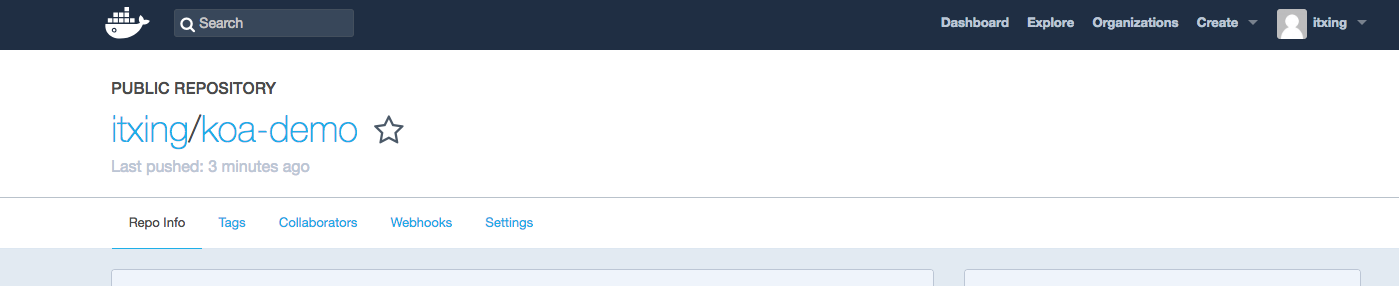 Search
Dashboard Explore Organizations Create itxing
PUBLIC REPOSITORY
itxing/koa-demo
Last pushed: 3 minutes ago
Repo Info Tags Collaborators Webhooks Settings